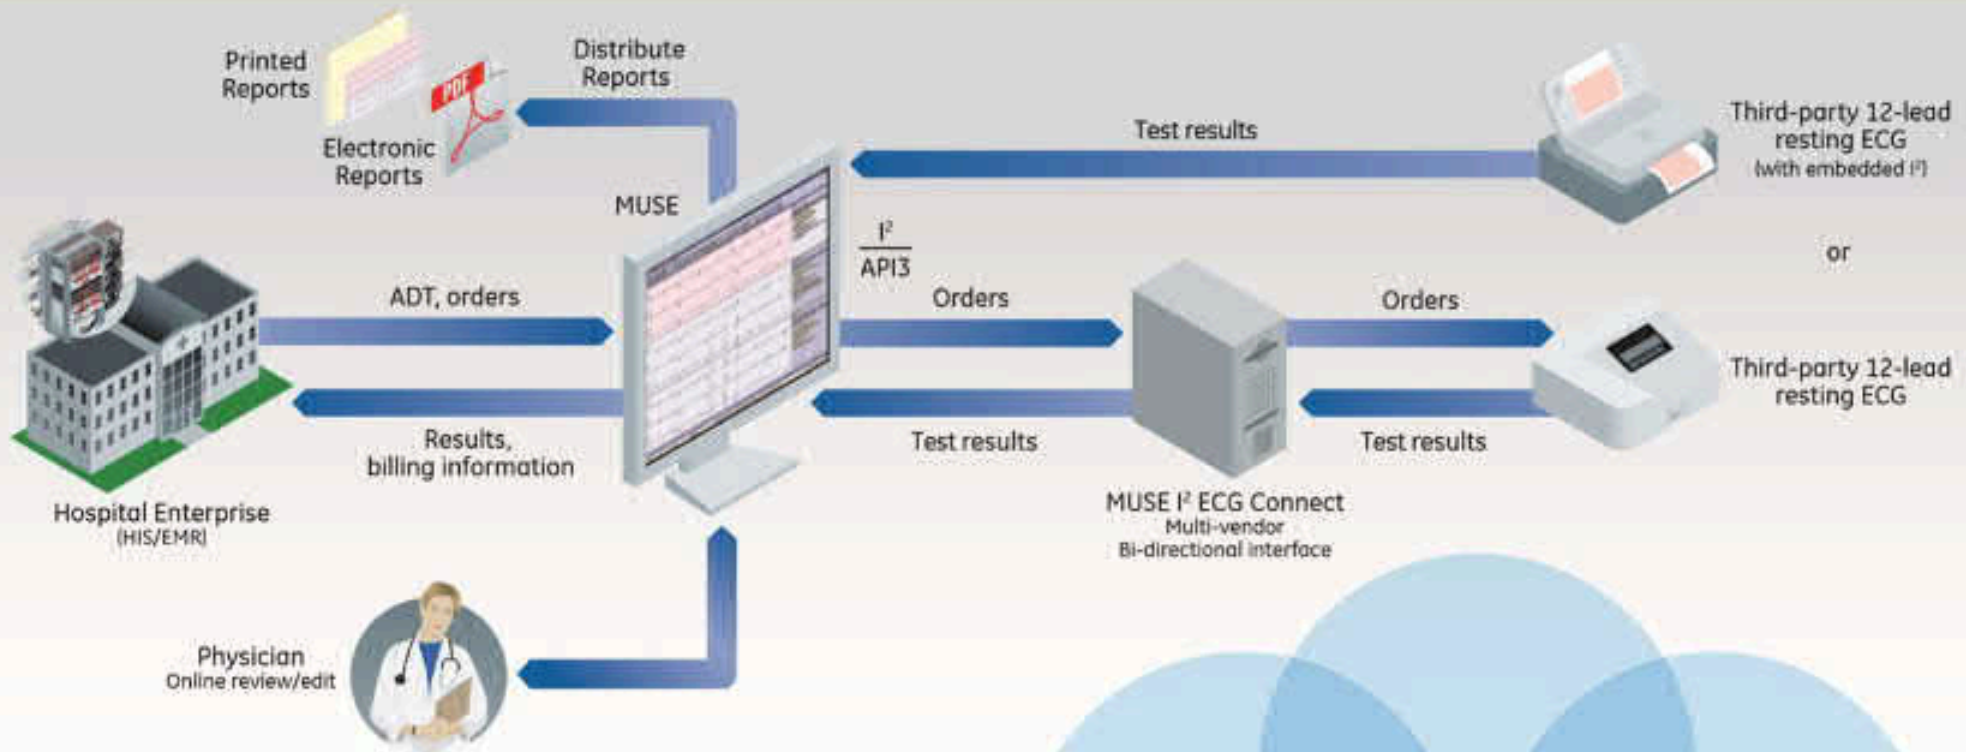 Printed
Reports
Distribute
Reports
PDF
Electronic
Reports
Test results
Third-party 12-lead
resting ECG
(with embedded I²)
MUSE
I²
API3
or
ADT, orders
Orders
Orders
Results,
billing information
Test results
Test results
Third-party 12-lead
resting ECG
Hospital Enterprise
(HIS/EMR)
MUSE I² ECG Connect
Multi-vendor
Bi-directional interface
Physician
Online review/edit